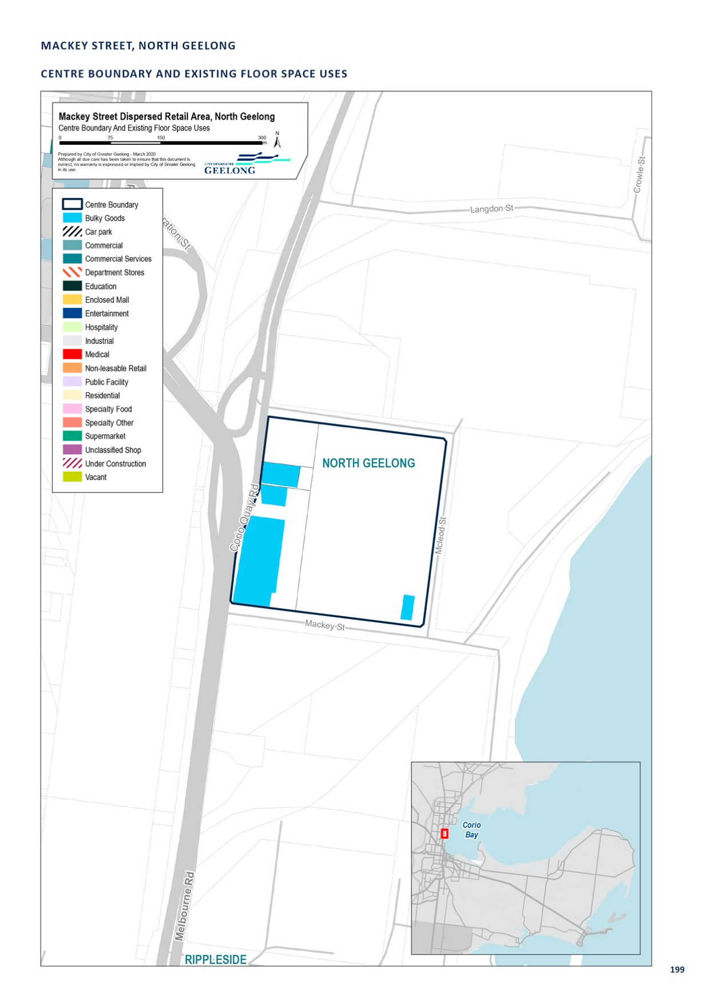 MACKEY STREET, NORTH GEELONG
CENTRE BOUNDARY AND EXISTING FLOOR SPACE USES
Mackey Street Dispersed Retail Area, North Geelong
Centre Boundary And Existing Floor Space Uses
0 75 150 300
m
N
Prepared by City of Greater Geelong - March 2020
Although all due care has been taken to ensure that this document is
correct, no warranty is expressed or implied by City of Greater Geelong
in its use.
CITY OF GREATER
GEELONG
Centre Boundary
Bulky Goods
Car park
Commercial
Commercial Services
Department Stores
Education
Enclosed Mall
Entertainment
Hospitality
Industrial
Medical
Non-leasable Retail
Public Facility
Residential
Specialty Food
Specialty Other
Supermarket
Unclassified Shop
Under Construction
Vacant
ration St
Crowle St
Langdon St
NORTH GEELONG
Corio Quay Rd
Mcleod St
Mackey St
Corio
Bay
Melbourne Rd
RIPPLESIDE
199